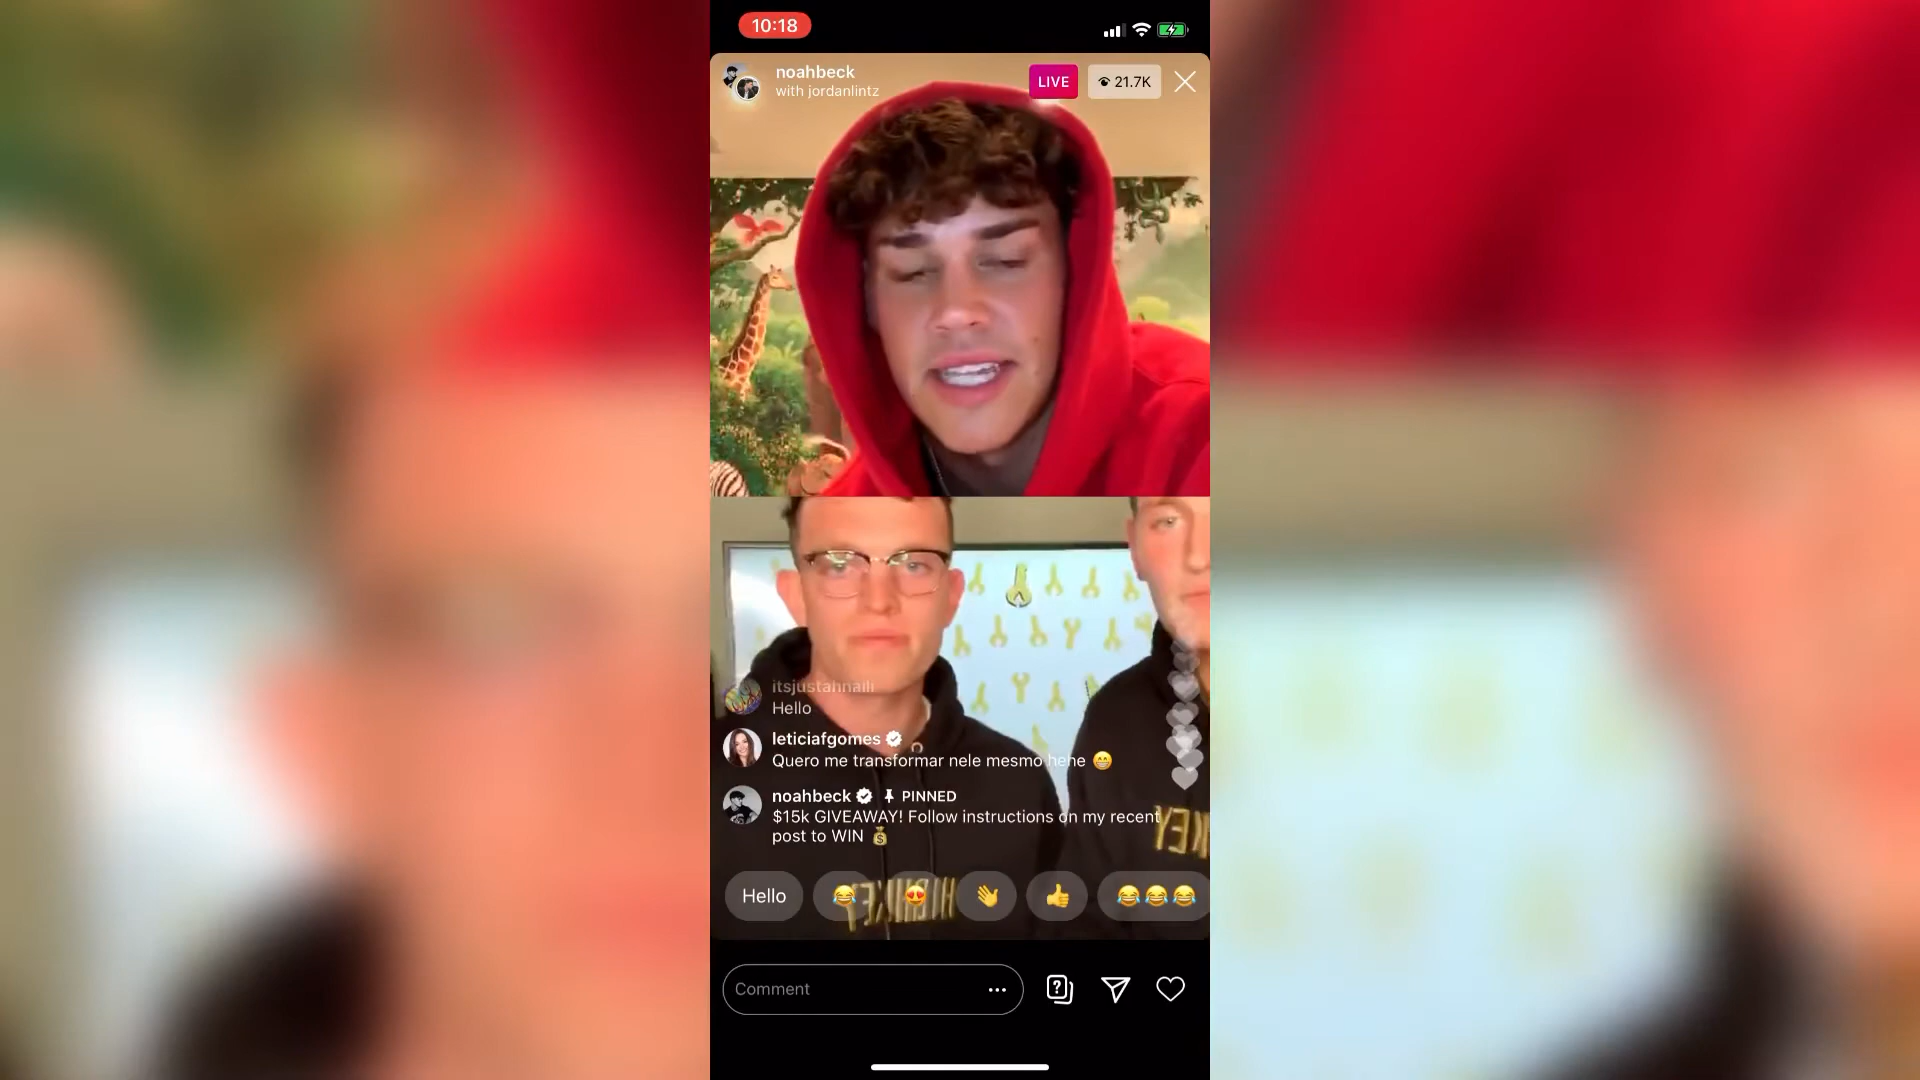 10:18
noahbeck
with jordanlintz
LIVE
21.7K
itsjustahnaili
Hello
leticiafgomes
Quero me transformar nele mesmo hehe 😁
noahbeck PINNED
$15k GIVEAWAY! Follow instructions on my recent
post to WIN 💰
Hello 😂 😍 👋 👍 😂😂😂
Comment